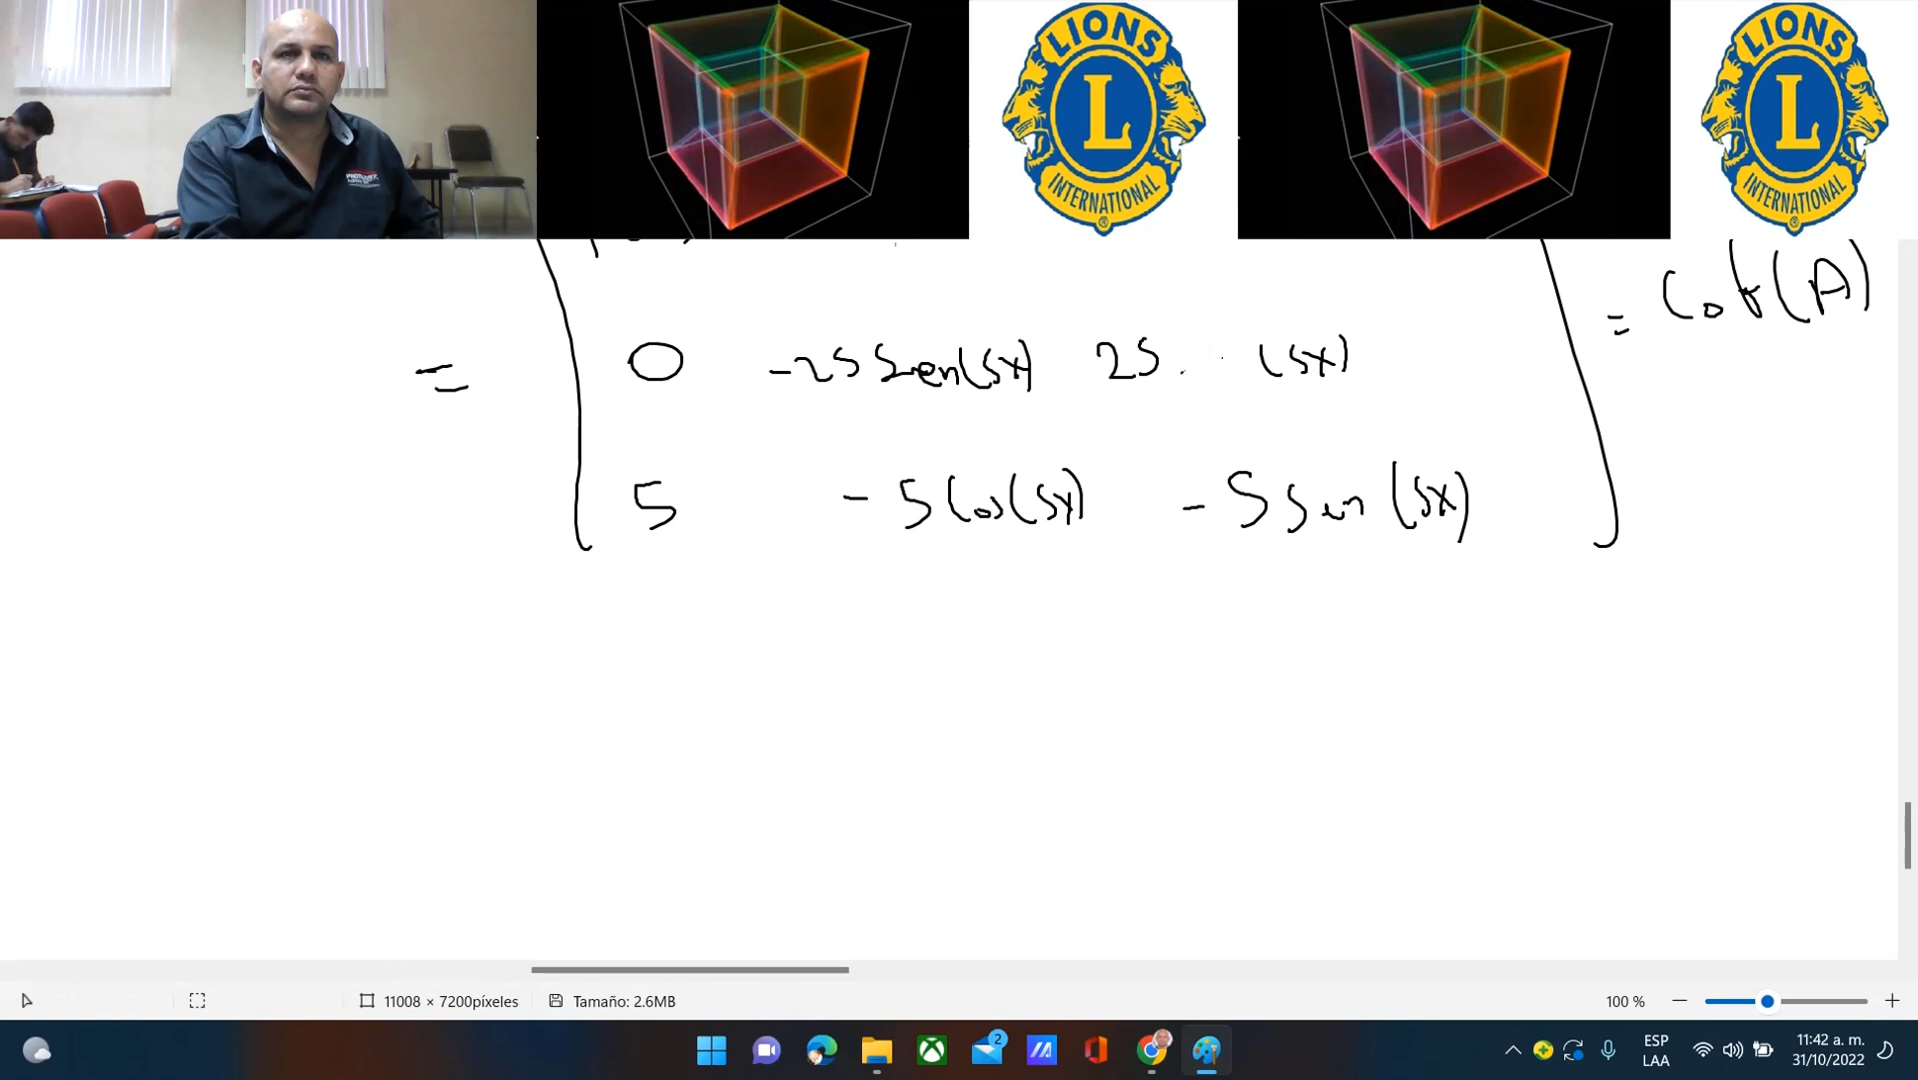 LIONS
L
INTERNATIONAL
®
LIONS
L
INTERNATIONAL
®
= Cof(A)
= 0 -25 Sen(5x) 25 (5x)
5 - 5 Cos(5x) - 5 Sen (5x)
11008 × 7200píxeles Tamaño: 2.6MB 100 %
2
ESP
LAA
11:42 a. m.
31/10/2022